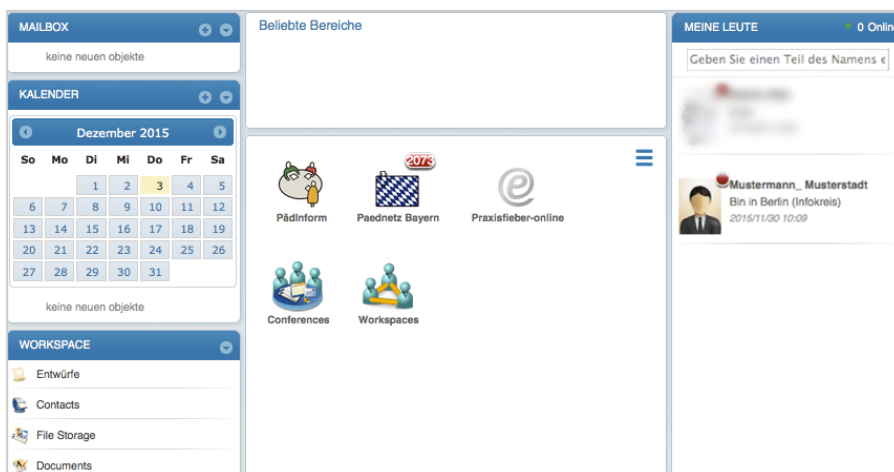 MAILBOX
keine neuen objekte
KALENDER
Dezember 2015
So Mo Di Mi Do Fr Sa
1 2 3 4 5
6 7 8 9 10 11 12
13 14 15 16 17 18 19
20 21 22 23 24 25 26
27 28 29 30 31
keine neuen objekte
WORKSPACE
Entwürfe
Contacts
File Storage
Documents
Beliebte Bereiche
2073
PädInform Paednetz Bayern Praxisfieber-online
Conferences Workspaces
MEINE LEUTE 0 Online
Geben Sie einen Teil des Namens e
Mustermann_ Musterstadt
Bin in Berlin (Infokreis)
2015/11/30 10:09